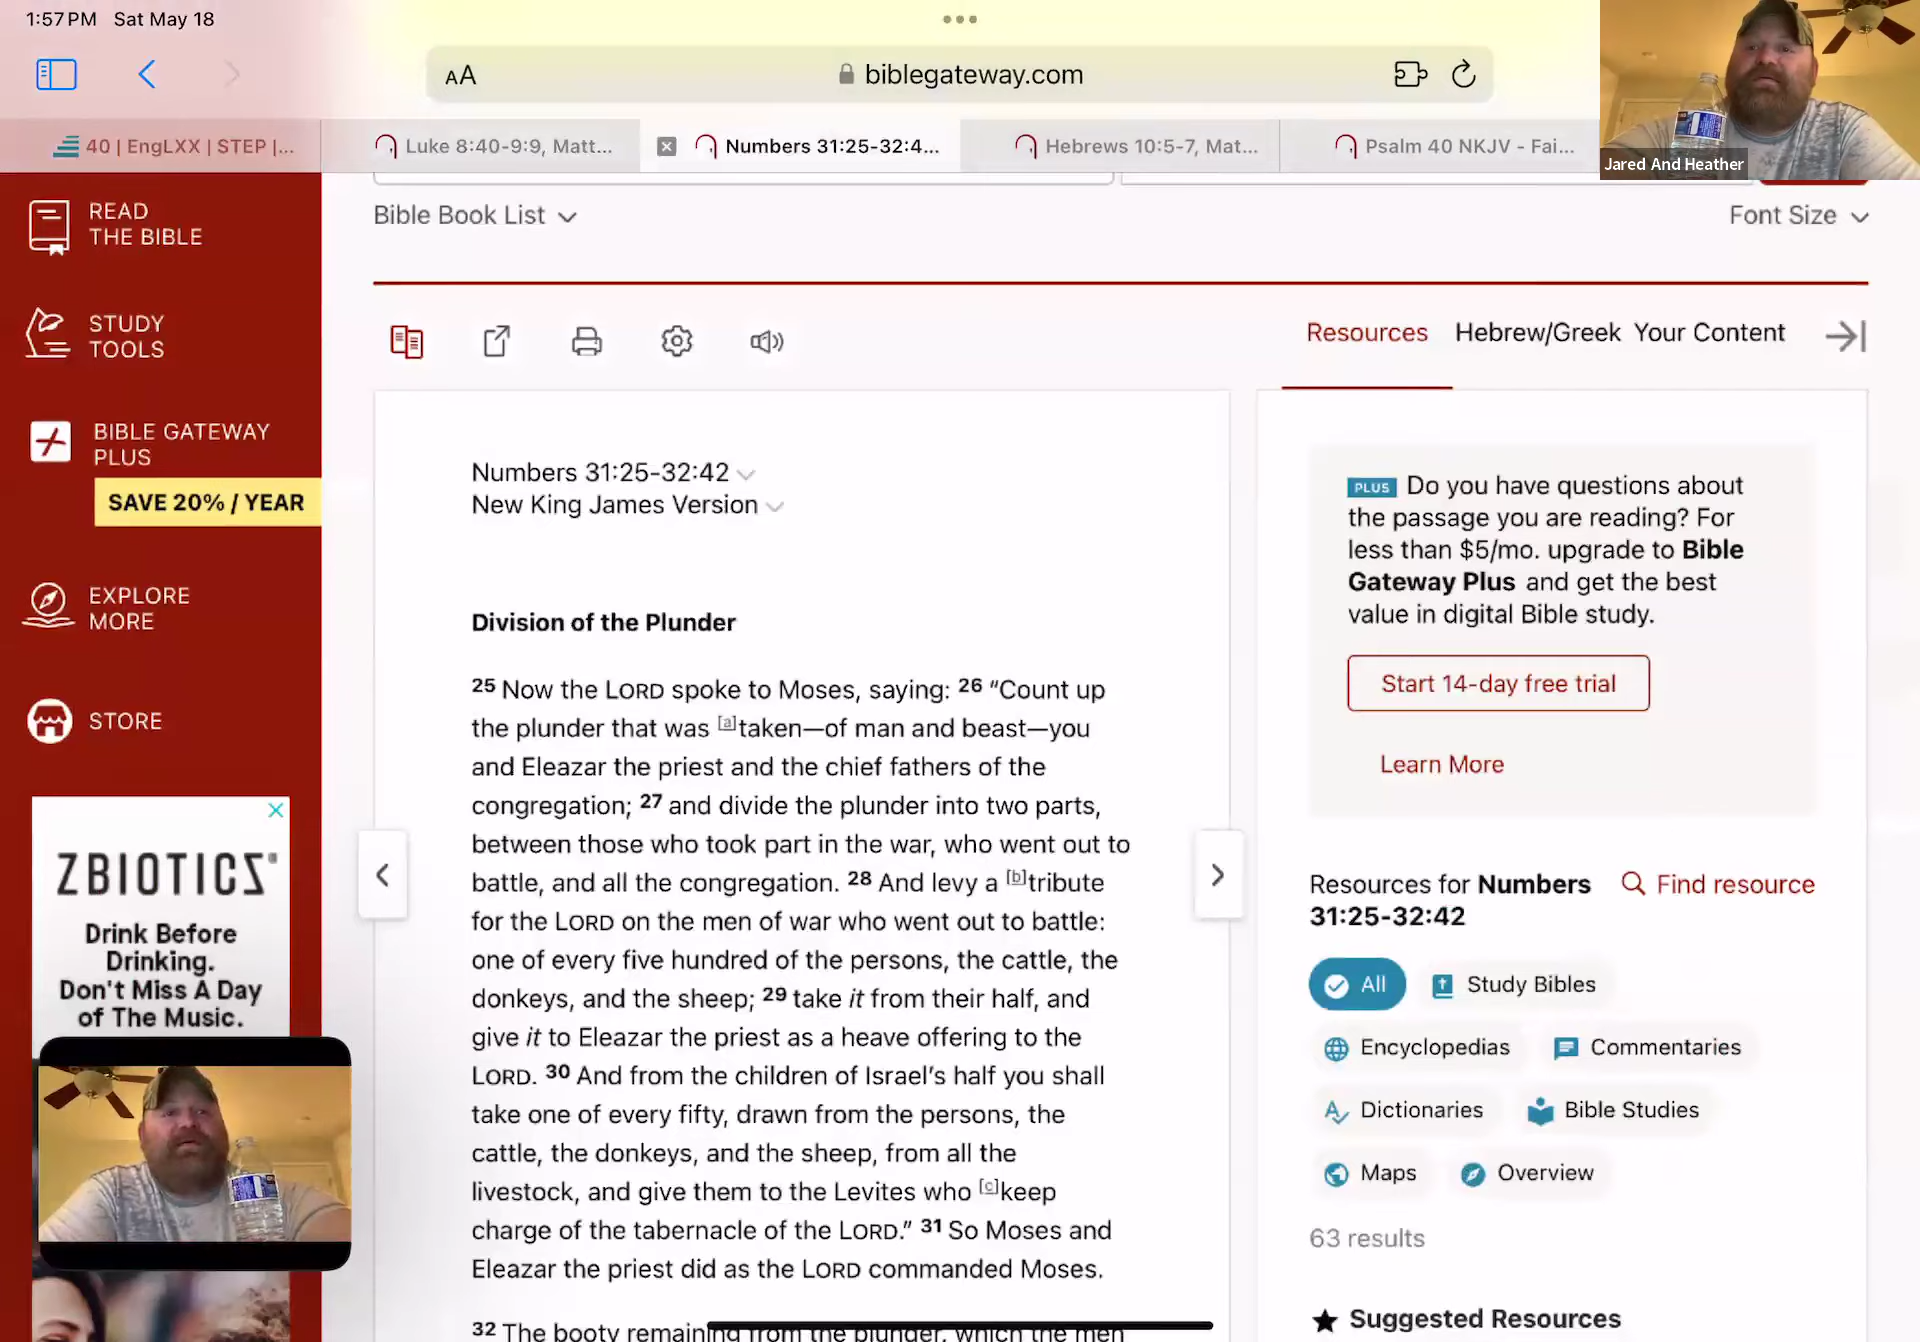 1:57 PM Sat May 18
AA
biblegateway.com
40 | EngLXX | STEP |...
Luke 8:40-9:9, Matt...
Numbers 31:25-32:4...
Hebrews 10:5-7, Mat...
Psalm 40 NKJV - Fai...
Jared And Heather
READ
THE BIBLE
STUDY
TOOLS
BIBLE GATEWAY
PLUS
SAVE 20% / YEAR
EXPLORE
MORE
STORE
ZBIOTICS®
Drink Before
Drinking.
Don't Miss A Day
of The Music.
Bible Book List
Font Size
Resources Hebrew/Greek Your Content
Numbers 31:25-32:42
New King James Version
Division of the Plunder
25 Now the LORD spoke to Moses, saying: 26 “Count up
the plunder that was [a]taken—of man and beast—you
and Eleazar the priest and the chief fathers of the
congregation; 27 and divide the plunder into two parts,
between those who took part in the war, who went out to
battle, and all the congregation. 28 And levy a [b]tribute
for the LORD on the men of war who went out to battle:
one of every five hundred of the persons, the cattle, the
donkeys, and the sheep; 29 take it from their half, and
give it to Eleazar the priest as a heave offering to the
LORD. 30 And from the children of Israel’s half you shall
take one of every fifty, drawn from the persons, the
cattle, the donkeys, and the sheep, from all the
livestock, and give them to the Levites who [c]keep
charge of the tabernacle of the LORD.” 31 So Moses and
Eleazar the priest did as the LORD commanded Moses.
32 The booty remaining from the plunder, which the men
PLUS Do you have questions about
the passage you are reading? For
less than $5/mo. upgrade to Bible
Gateway Plus and get the best
value in digital Bible study.
Start 14-day free trial
Learn More
Resources for Numbers
31:25-32:42
Find resource
All
Study Bibles
Encyclopedias
Commentaries
Dictionaries
Bible Studies
Maps
Overview
63 results
Suggested Resources